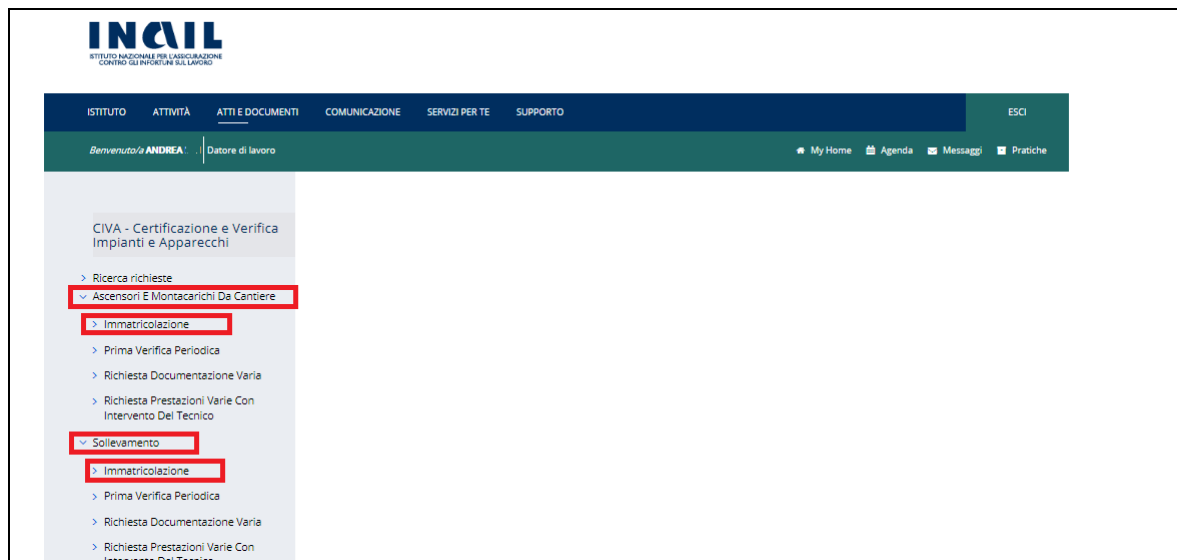 INAIL
ISTITUTO NAZIONALE PER L'ASSICURAZIONE
CONTRO GLI INFORTUNI SUL LAVORO
ISTITUTO ATTIVITÀ ATTI E DOCUMENTI COMUNICAZIONE SERVIZI PER TE SUPPORTO ESCI
Benvenuto/a ANDREA Datore di lavoro My Home Agenda Messaggi Pratiche
CIVA - Certificazione e Verifica
Impianti e Apparecchi
Ricerca richieste
Ascensori E Montacarichi Da Cantiere
Immatricolazione
Prima Verifica Periodica
Richiesta Documentazione Varia
Richiesta Prestazioni Varie Con
Intervento Del Tecnico
Sollevamento
Immatricolazione
Prima Verifica Periodica
Richiesta Documentazione Varia
Richiesta Prestazioni Varie Con
Intervento Del Tecnico